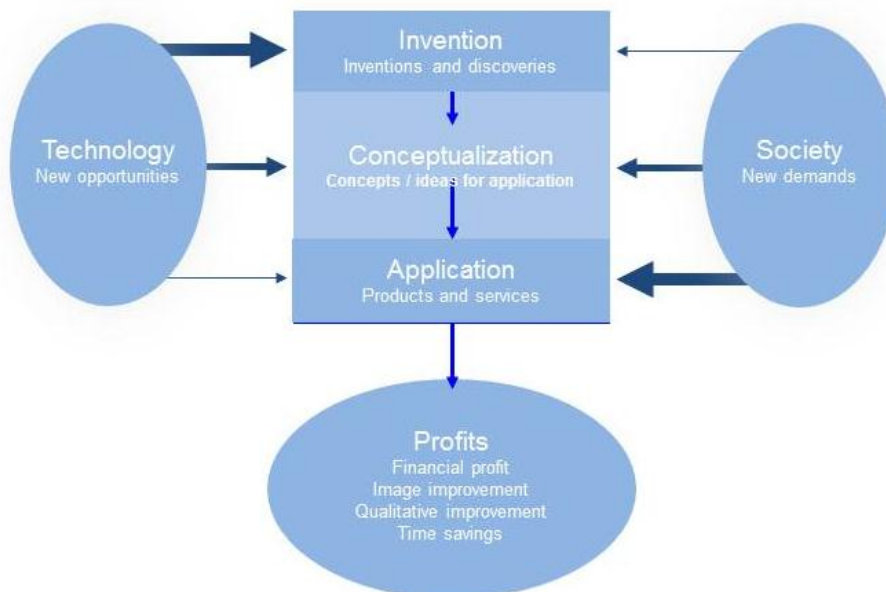 Invention
Inventions and discoveries
Technology
New opportunities
Conceptualization
Concepts / ideas for application
Society
New demands
Application
Products and services
Profits
Financial profit
Image improvement
Qualitative improvement
Time savings